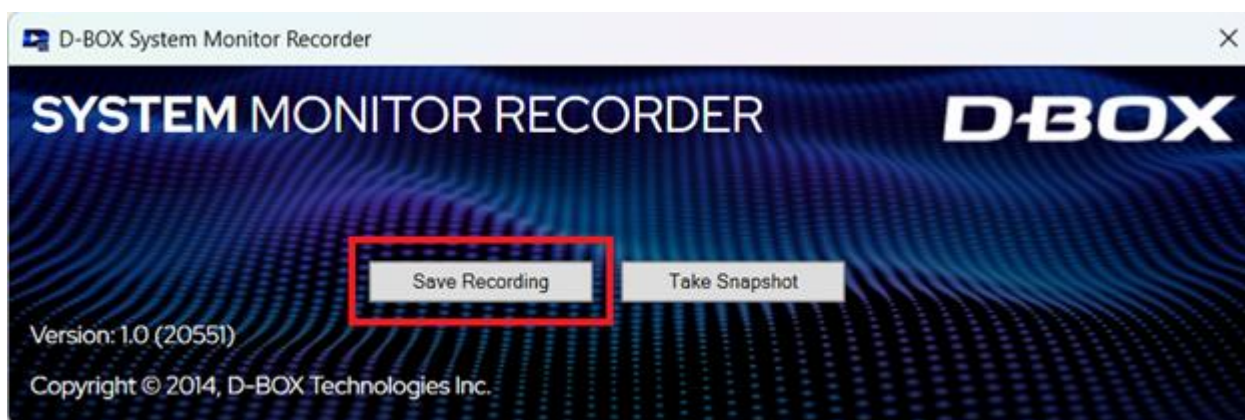 D-BOX System Monitor Recorder
SYSTEM MONITOR RECORDER
D-BOX
Save Recording
Take Snapshot
Version: 1.0 (20551)
Copyright © 2014, D-BOX Technologies Inc.